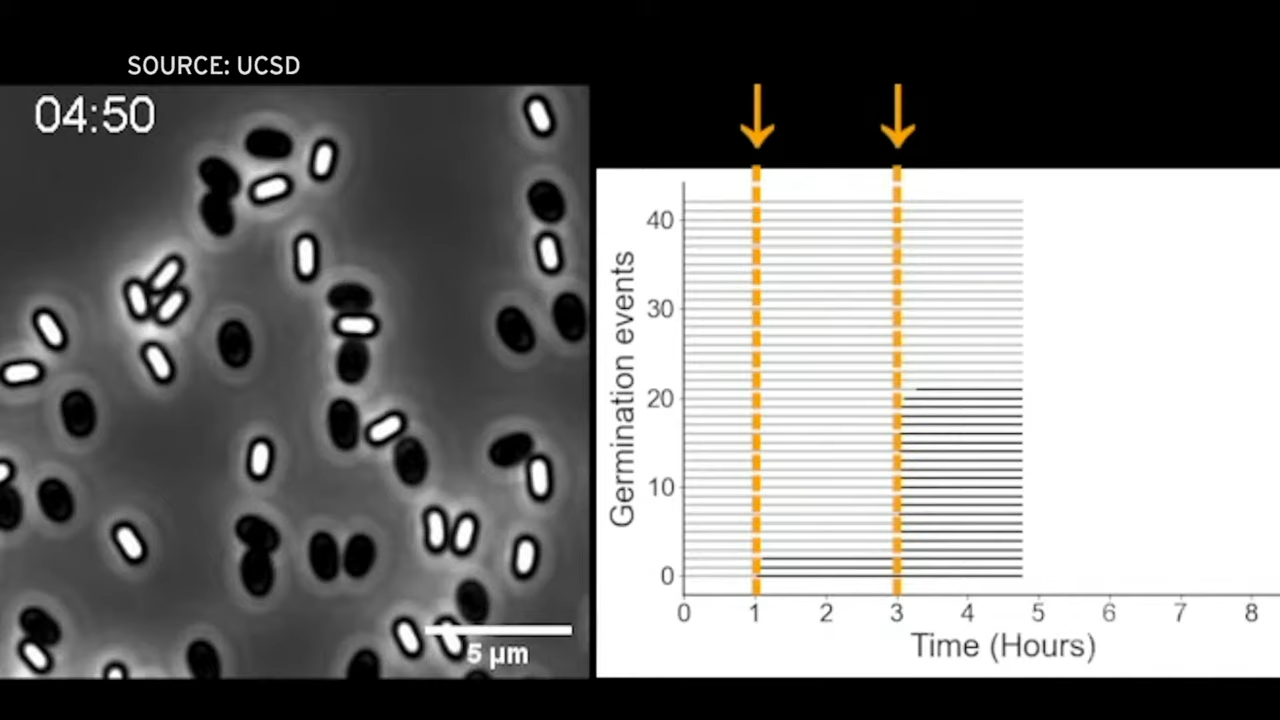 SOURCE: UCSD
04:50
5 µm
Germination events
40
30
20
10
0
0 1 2 3 4 5 6 7 8
Time (Hours)